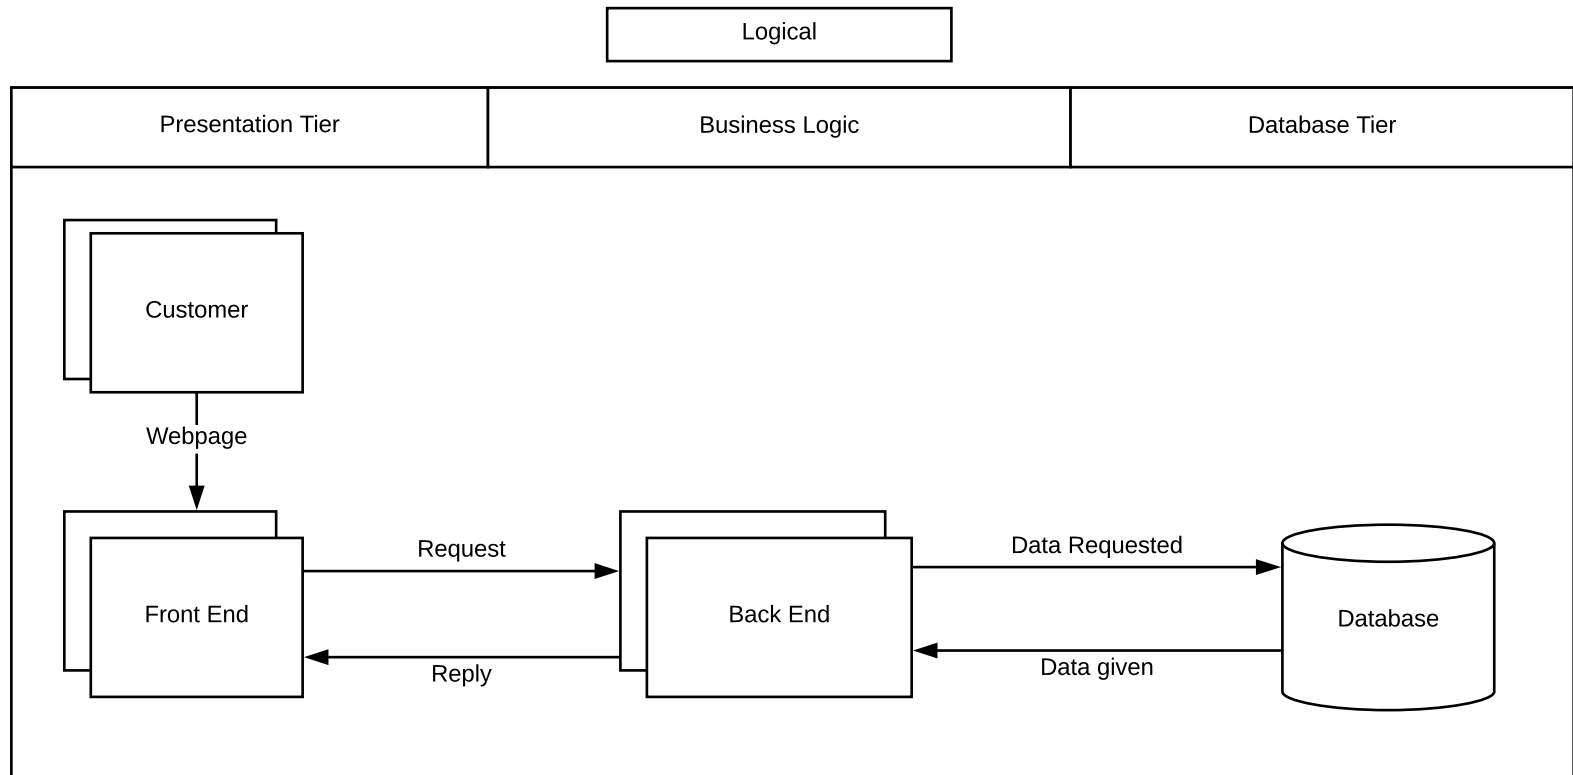 Logical
Presentation Tier
Business Logic
Database Tier
Customer
Webpage
Request
Data Requested
Front End
Back End
Database
Reply
Data given